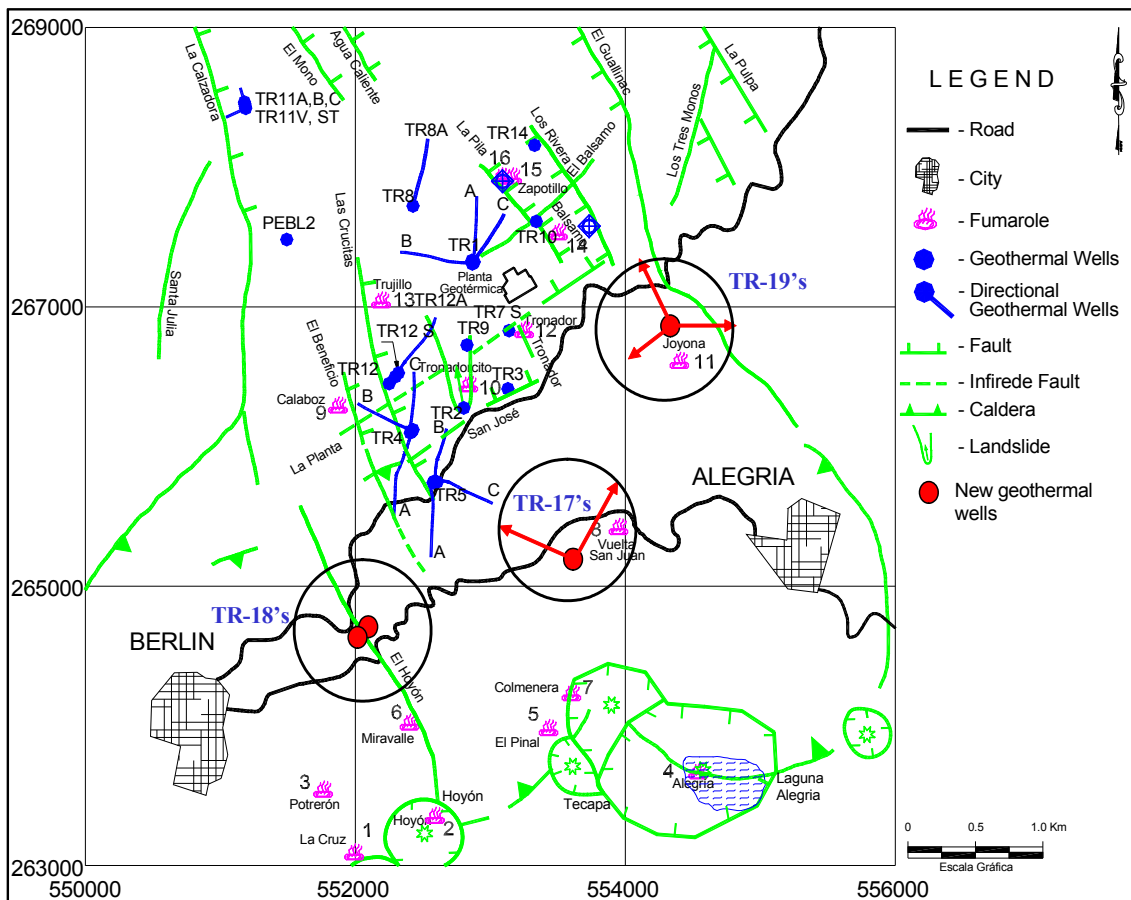 269000
267000
265000
263000
550000
552000
554000
556000
La Calzadora
El Mono
Agua Caliente
El Guallinac
La Pulpa
Los Tres Monos
TR11A,B,C
TR11V, ST
TR8A
TR14
Los Rivera
El Balsamo
La Pila
16
15
Zapotillo
TR8
A
C
Balsamo
PEBL2
Las Crucitas
B
TR1
TR10
14
Planta
Geotérmica
Santa Julia
Trujillo
13
TR12A
TR7 S
Tronador
12
TR-19's
TR12 S
TR9
El Beneficio
C
Tronadorcito
Tronador
Joyona
11
TR12
10
TR3
Calaboz
9
B
TR2
San José
TR4
B
La Planta
ALEGRIA
TR5
C
TR-17's
A
3
Vuelta
San Juan
A
TR-18's
BERLIN
El Hoyón
Colmenera
7
6
Miravalle
5
El Pinal
3
Potrerón
4
Alegria
Laguna
Alegria
Tecapa
Hoyón
Hoyón
2
La Cruz
1
L E G E N D
- Road
- City
- Fumarole
- Geothermal Wells
- Directional
Geothermal Wells
- Fault
- Infirede Fault
- Caldera
- Landslide
New geothermal
wells
0
0.5
1.0 Km
Escala Gráfica